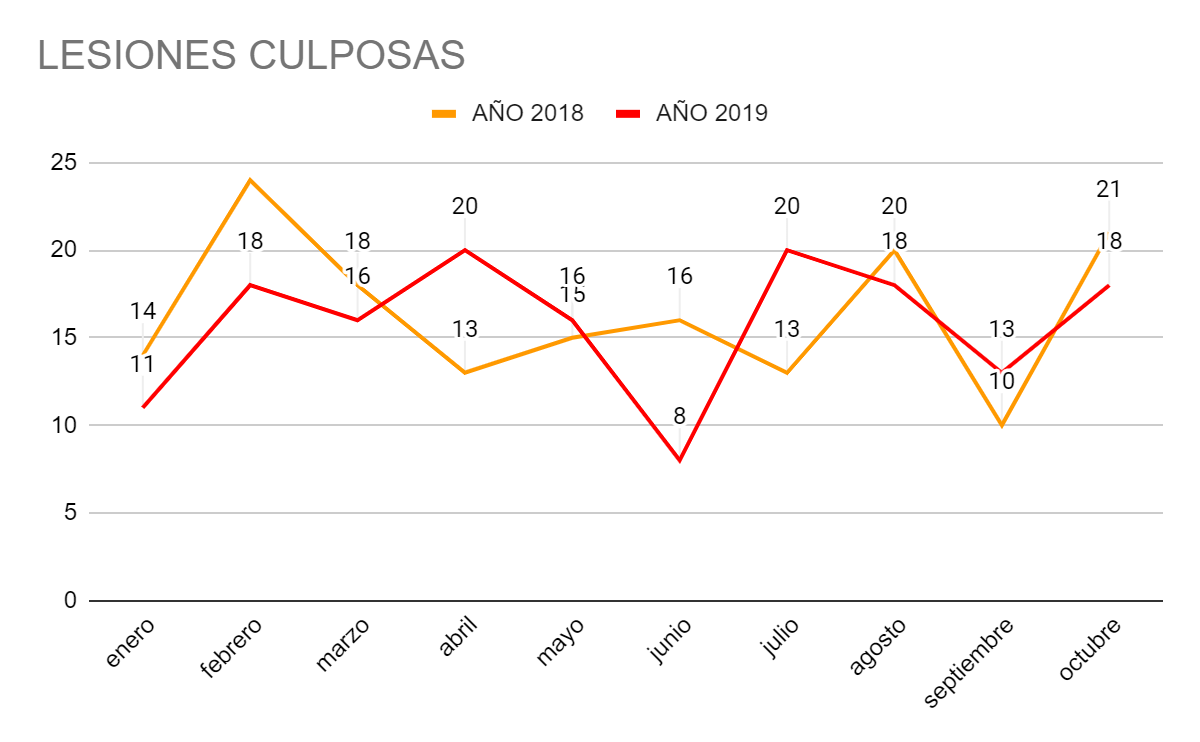 LESIONES CULPOSAS
AÑO 2018 AÑO 2019
25
21
20 20 20
20 18 18 18 18
16 16 16 15
14
15 13 13 13
11
10
10 8
5
0
enero febrero marzo abril mayo junio julio agosto septiembre octubre